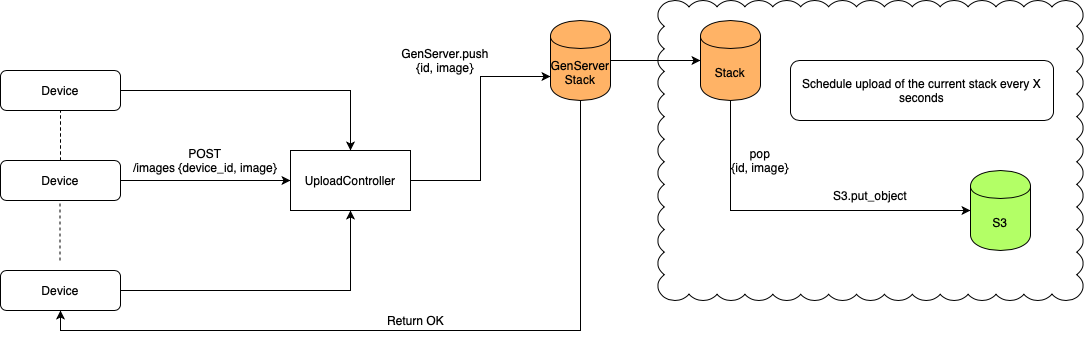 GenServer.push
{id, image}
GenServer
Stack
Stack
Schedule upload of the current stack every X
seconds
Device
POST
/images {device_id, image}
Device
UploadController
pop
{id, image}
S3.put_object
S3
Device
Return OK